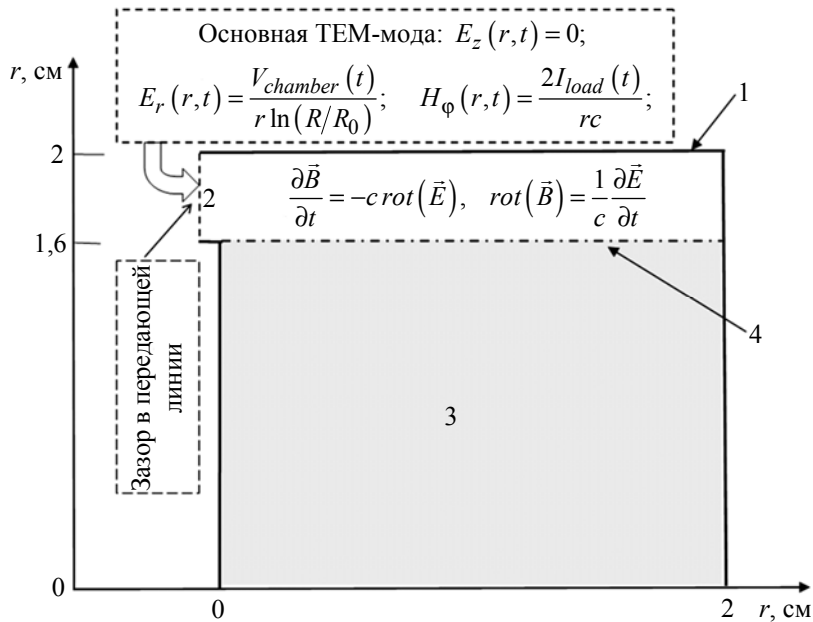 Основная TEM-мода: E_z(r,t) = 0;
E_r(r,t) = V_chamber(t) / (r ln(R/R_0)); H_φ(r,t) = 2I_load(t) / (rc);
r, см
1
2
2
∂B⃗/∂t = −c rot(E⃗), rot(B⃗) = (1/c) ∂E⃗/∂t
1,6
4
Зазор в передающей
линии
3
0
0
2
r, см